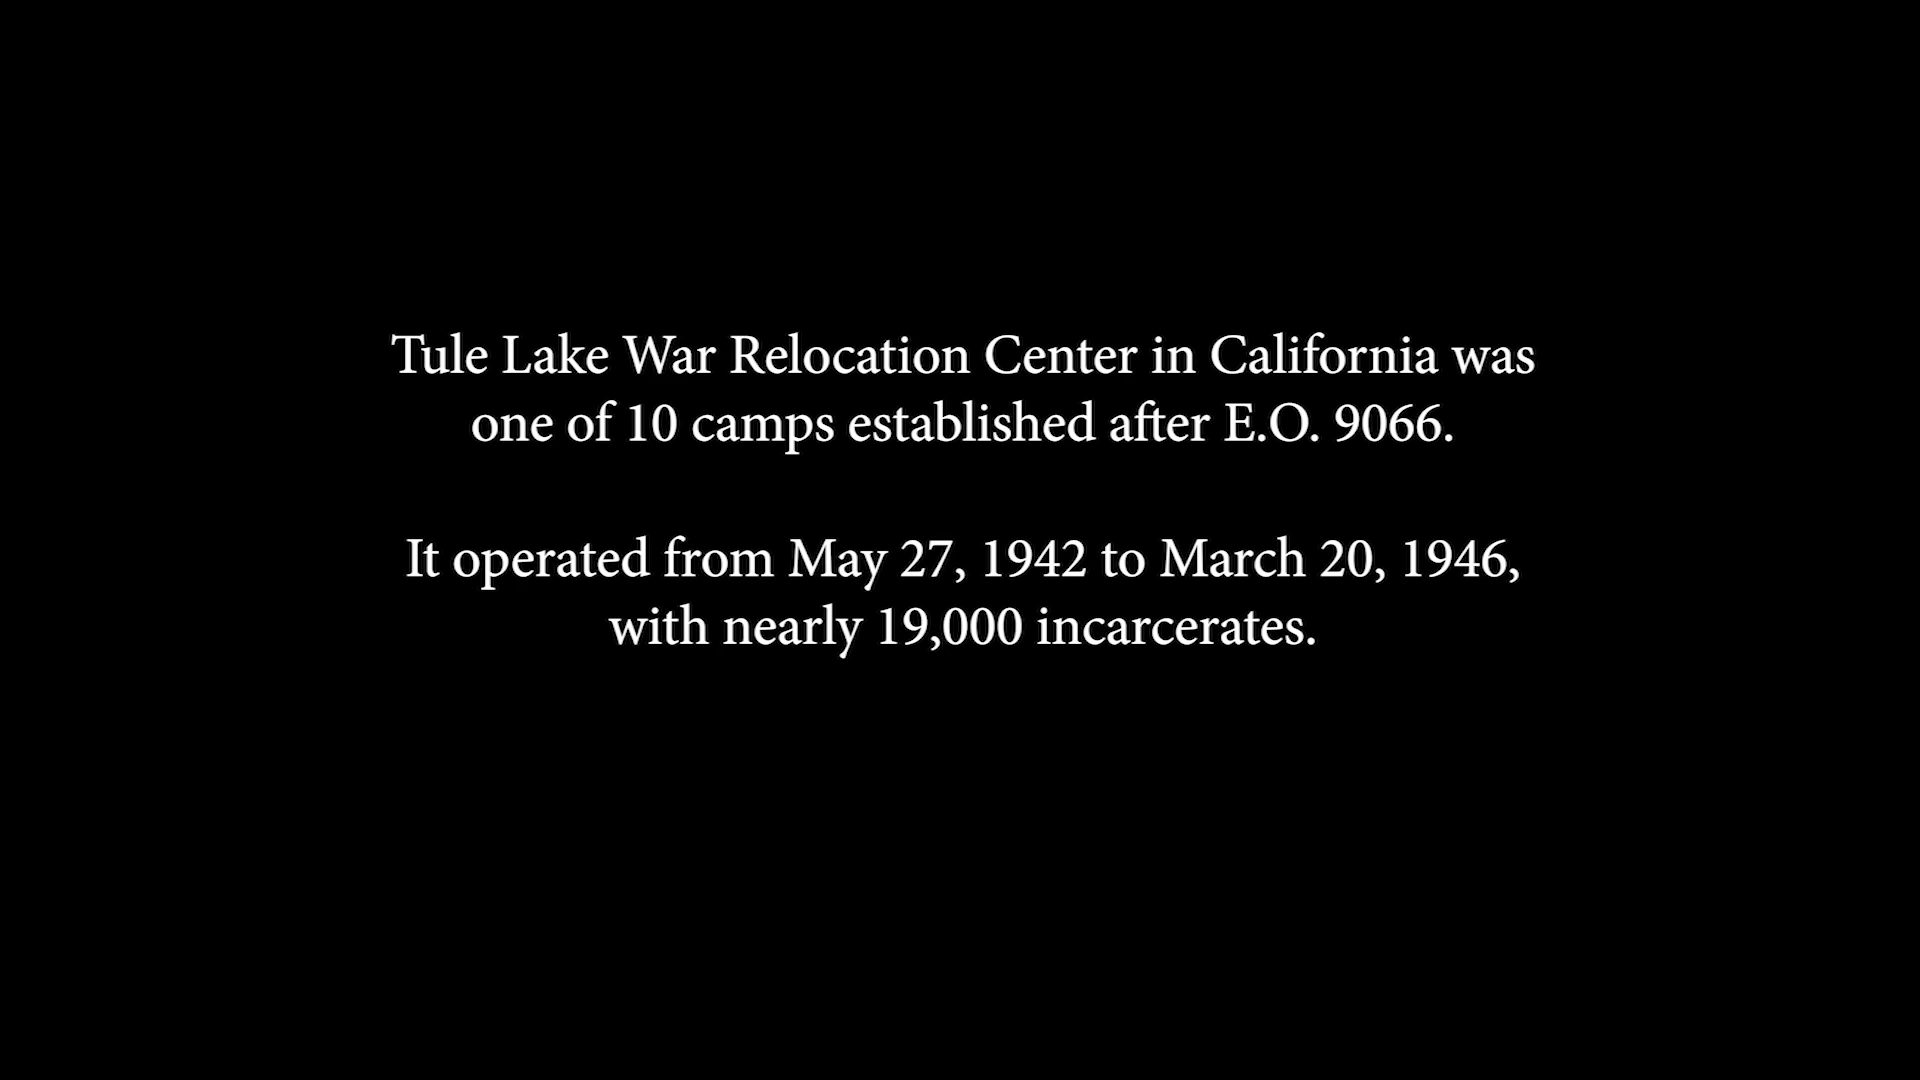 Tule Lake War Relocation Center in California was
one of 10 camps established after E.O. 9066.
It operated from May 27, 1942 to March 20, 1946,
with nearly 19,000 incarcerates.